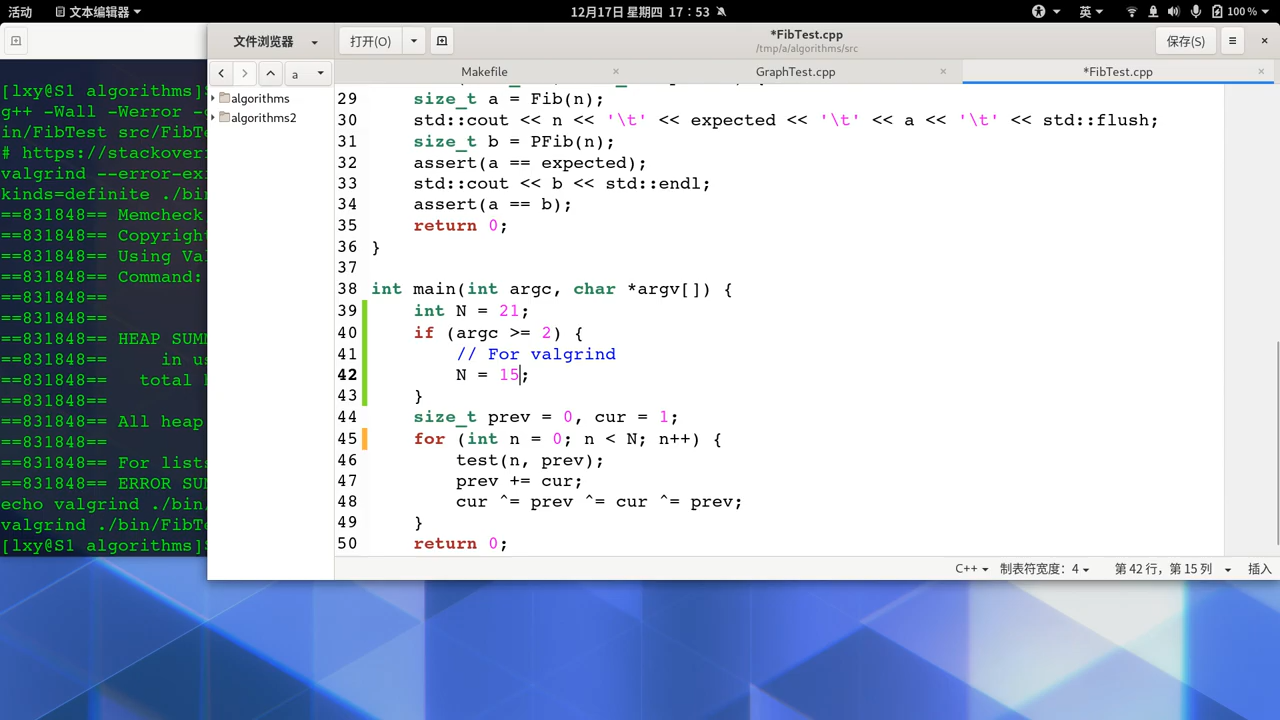 活动 文本编辑器 12月17日 星期四 17：53 英 100 %
文件浏览器 打开(O) *FibTest.cpp 保存(S)
/tmp/a/algorithms/src
a Makefile GraphTest.cpp *FibTest.cpp
algorithms
algorithms2
[lxy@S1 algorithms]
g++ -Wall -Werror -
in/FibTest src/FibT
# https://stackover
valgrind --error-ex
kinds=definite ./bi
==831848== Memcheck
==831848== Copyrigh
==831848== Using Va
==831848== Command:
==831848==
==831848==
==831848== HEAP SUM
==831848==     in u
==831848==   total
==831848==
==831848== All heap
==831848==
==831848== For list
==831848== ERROR SU
echo valgrind ./bin
valgrind ./bin/FibT
[lxy@S1 algorithms]
29     size_t a = Fib(n);
30     std::cout << n << '\t' << expected << '\t' << a << '\t' << std::flush;
31     size_t b = PFib(n);
32     assert(a == expected);
33     std::cout << b << std::endl;
34     assert(a == b);
35     return 0;
36 }
37
38 int main(int argc, char *argv[]) {
39     int N = 21;
40     if (argc >= 2) {
41         // For valgrind
42         N = 15;
43     }
44     size_t prev = 0, cur = 1;
45     for (int n = 0; n < N; n++) {
46         test(n, prev);
47         prev += cur;
48         cur ^= prev ^= cur ^= prev;
49     }
50     return 0;
C++ 制表符宽度：4 第 42 行，第 15 列 插入